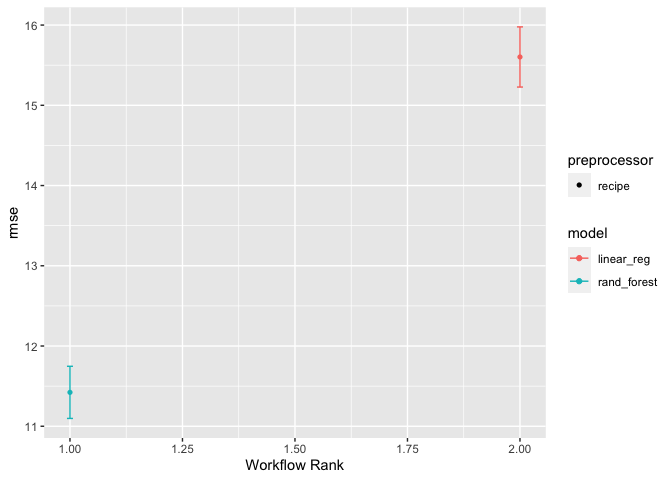 16
15
14
13
12
11
rmse
1.00
1.25
1.50
1.75
2.00
Workflow Rank
preprocessor
recipe
model
linear_reg
rand_forest